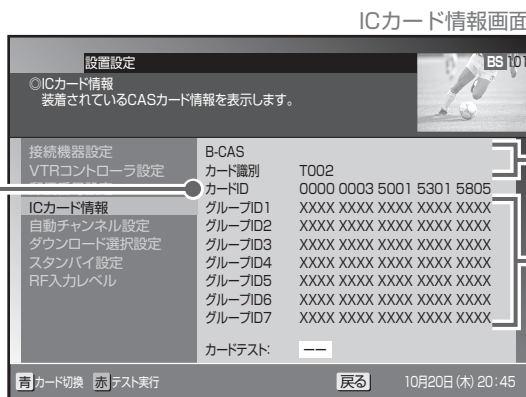 ICカード情報画面
設置設定
BS 101
◎ICカード情報
装着されているCASカード情報を表示します。
接続機器設定
VTRコントローラ設定
ICカード情報
自動チャンネル設定
ダウンロード選択設定
スタンバイ設定
RF入力レベル
B-CAS
カード識別 T002
カードID 0000 0003 5001 5301 5805
グループID1 XXXX XXXX XXXX XXXX XXXX
グループID2 XXXX XXXX XXXX XXXX XXXX
グループID3 XXXX XXXX XXXX XXXX XXXX
グループID4 XXXX XXXX XXXX XXXX XXXX
グループID5 XXXX XXXX XXXX XXXX XXXX
グループID6 XXXX XXXX XXXX XXXX XXXX
グループID7 XXXX XXXX XXXX XXXX XXXX
カードテスト: ――
青 カード切換 赤 テスト実行 戻る 10月20日(木)20:45